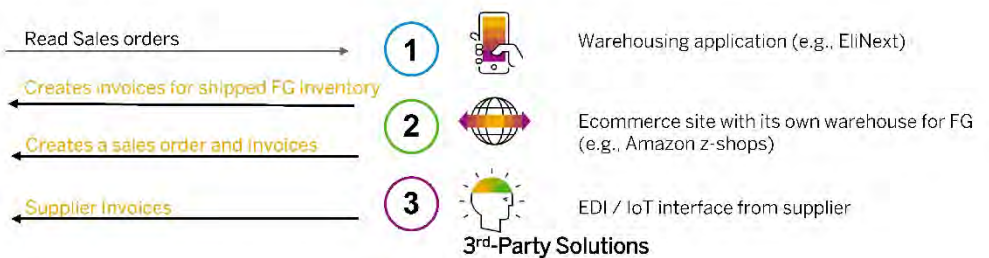 Read Sales orders
1
Warehousing application (e.g., EliNext)
Creates invoices for shipped FG inventory
2
Ecommerce site with its own warehouse for FG
(e.g., Amazon z-shops)
Creates a sales order and Invoices
3
Supplier Invoices
EDI / IoT interface from supplier
3rd-Party Solutions